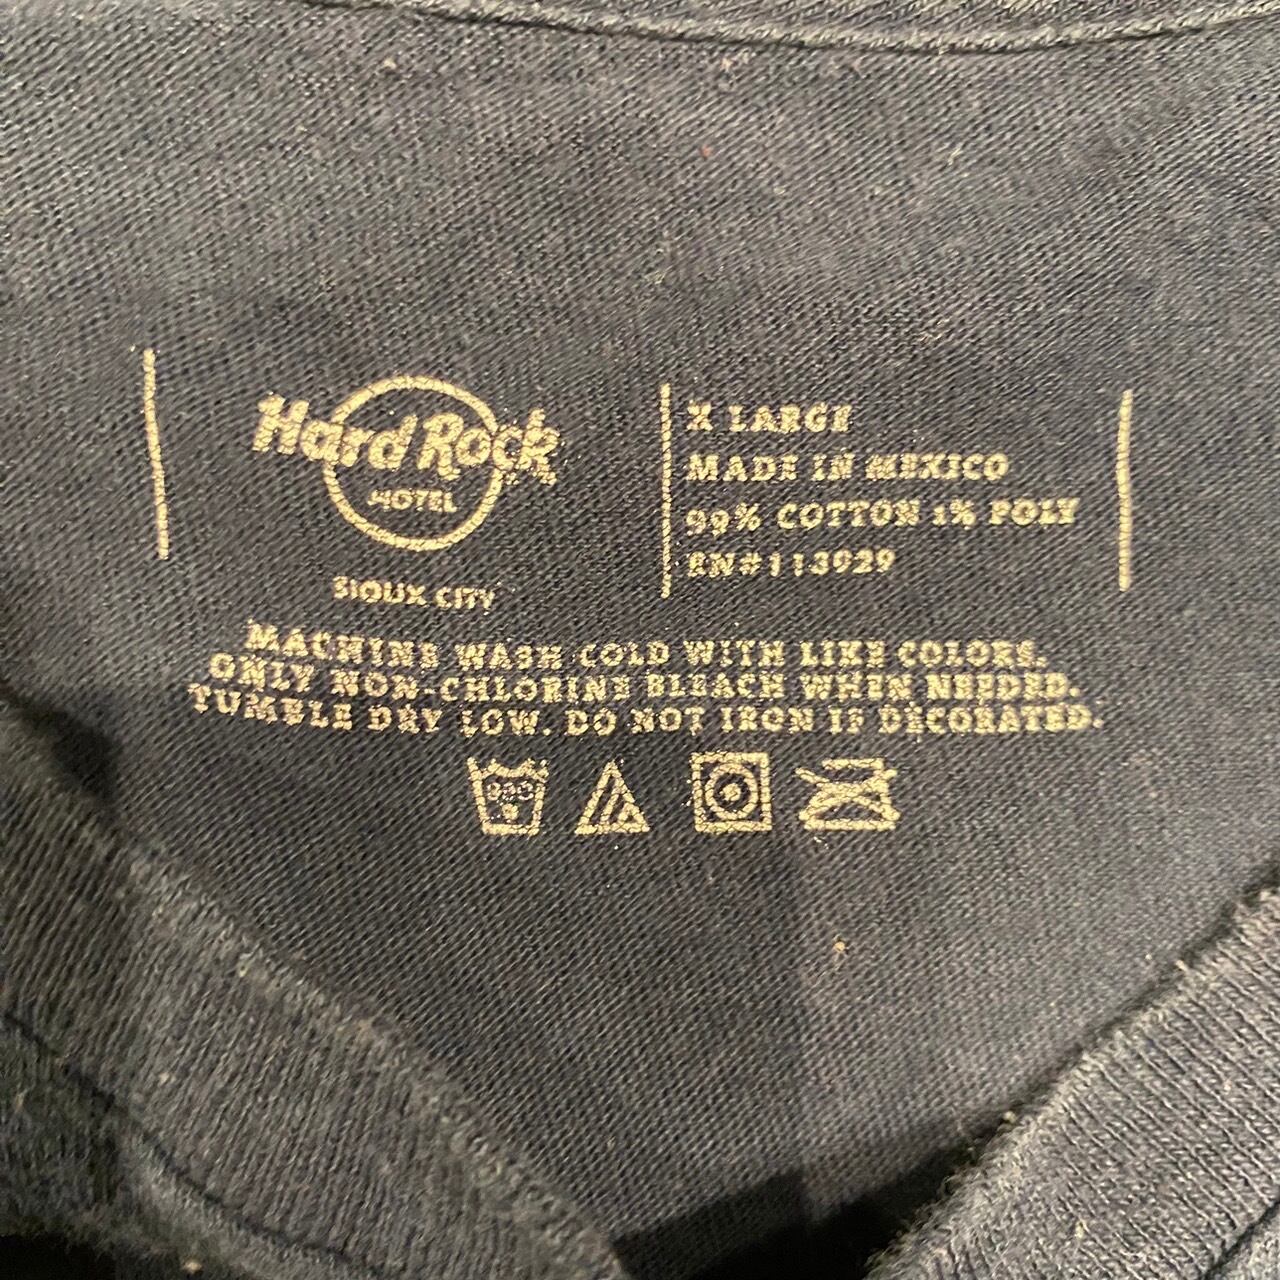 Hard Rock
HOTEL
SIOUX CITY
X LARGE
MADE IN MEXICO
99% COTTON 1% POLY
RN#113029
MACHINE WASH COLD WITH LIKE COLORS.
ONLY NON-CHLORINE BLEACH WHEN NEEDED.
TUMBLE DRY LOW. DO NOT IRON IF DECORATED.